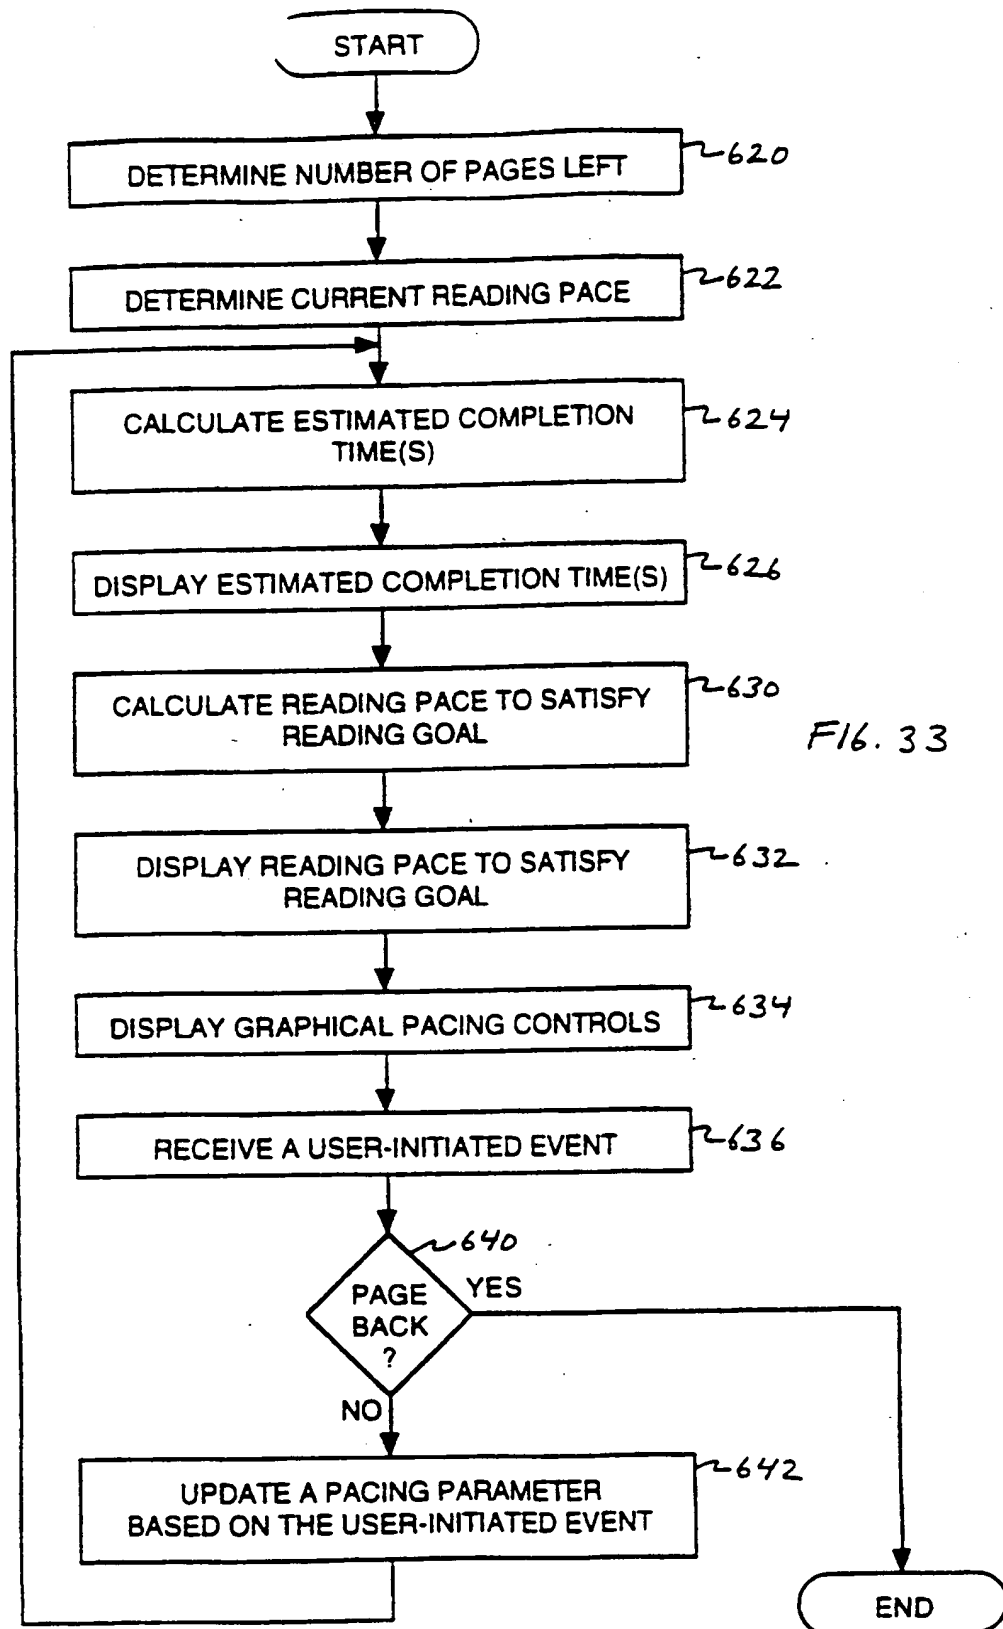 START
DETERMINE NUMBER OF PAGES LEFT
620
DETERMINE CURRENT READING PACE
622
CALCULATE ESTIMATED COMPLETION
TIME(S)
624
DISPLAY ESTIMATED COMPLETION TIME(S)
626
CALCULATE READING PACE TO SATISFY
READING GOAL
630
FIG. 33
DISPLAY READING PACE TO SATISFY
READING GOAL
632
DISPLAY GRAPHICAL PACING CONTROLS
634
RECEIVE A USER-INITIATED EVENT
636
640
PAGE
BACK
?
YES
NO
UPDATE A PACING PARAMETER
BASED ON THE USER-INITIATED EVENT
642
END